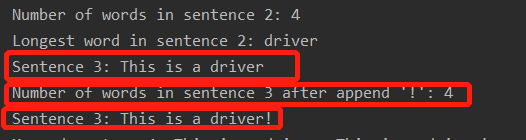 Number of words in sentence 2: 4
Longest word in sentence 2: driver
Sentence 3: This is a driver
Number of words in sentence 3 after append '!': 4
Sentence 3: This is a driver!